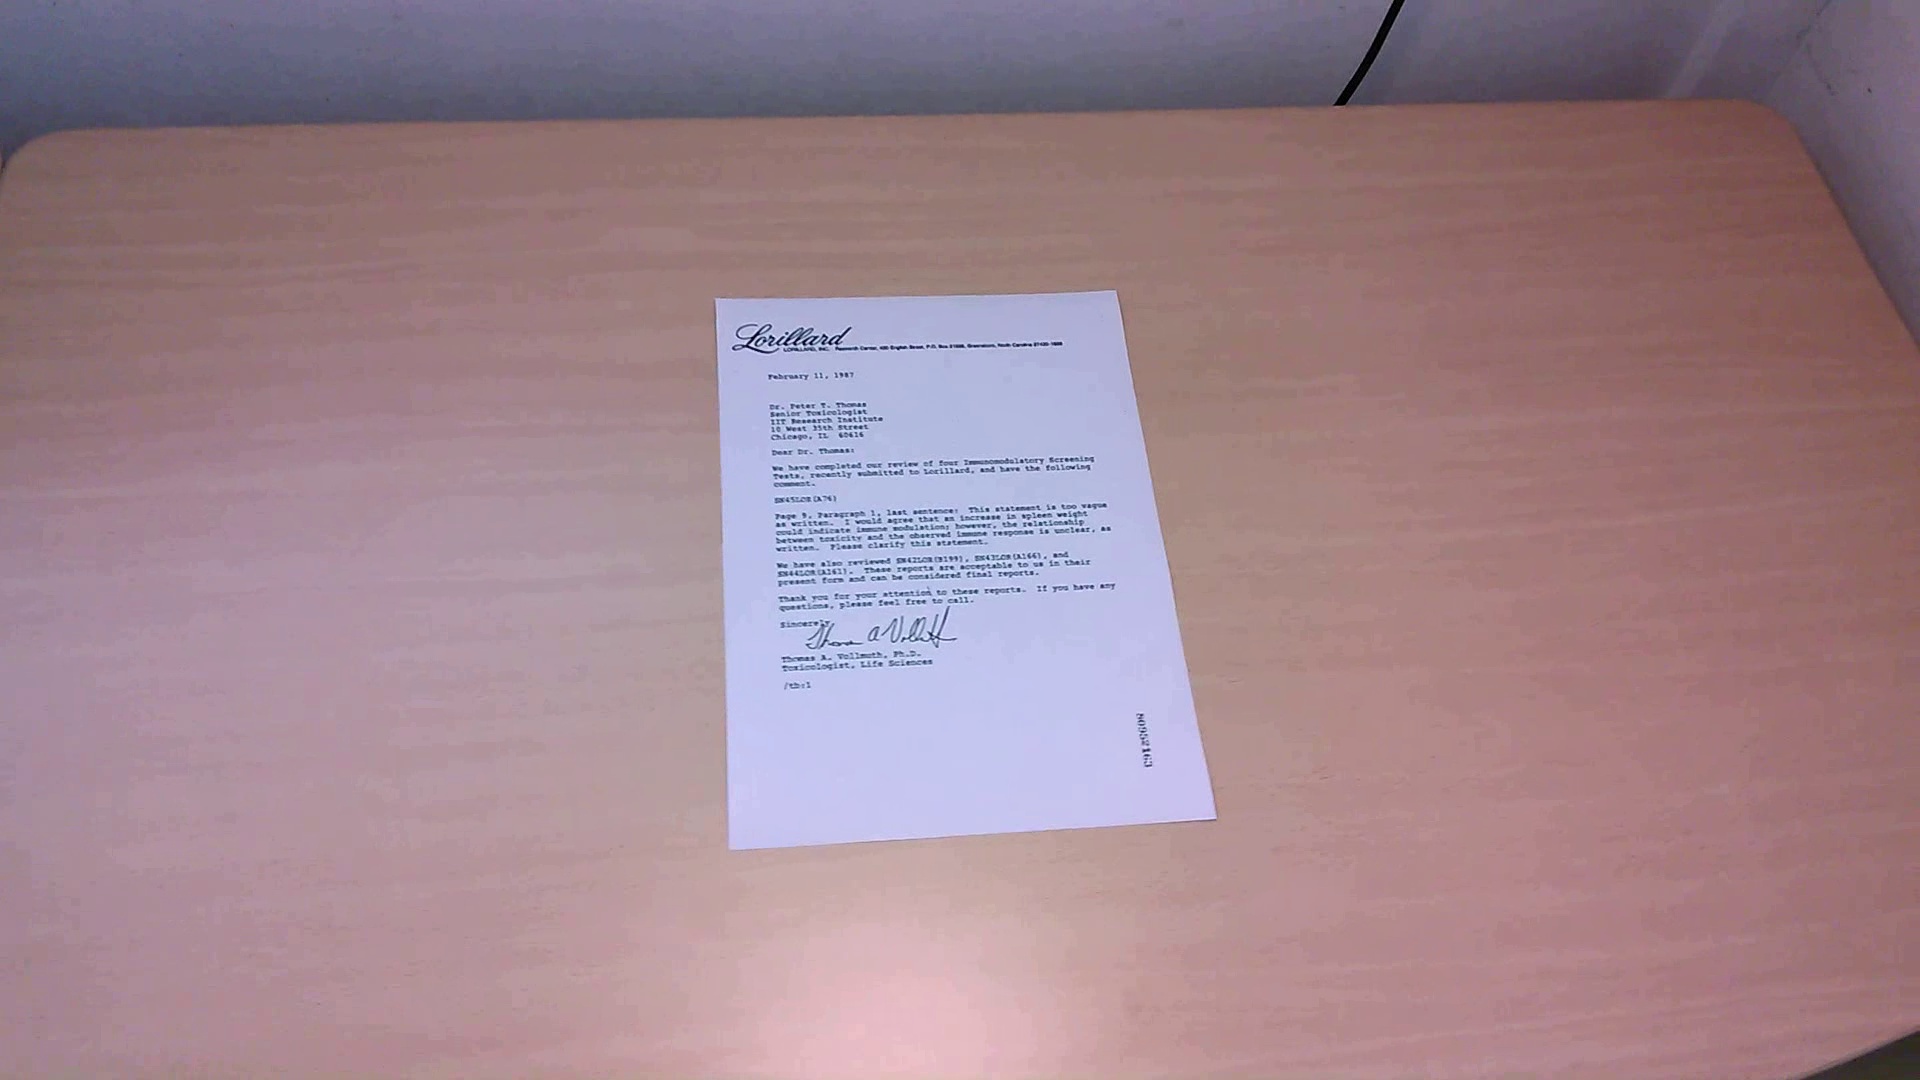 Lorillard
LORILLARD, INC. Research Center, 420 English Street, P.O. Box 21688, Greensboro, North Carolina 27420-1688
February 11, 1987
Dr. Peter T. Thomas
Senior Toxicologist
IIT Research Institute
10 West 35th Street
Chicago, IL 60616
Dear Dr. Thomas:
We have completed our review of four Immunomodulatory Screening
Tests, recently submitted to Lorillard, and have the following
comment.
SN45LOR(A76)
Page 9, Paragraph 1, last sentence: This statement is too vague
as written. I would agree that an increase in spleen weight
could indicate immune modulation; however, the relationship
between toxicity and the observed immune response is unclear, as
written. Please clarify this statement.
We have also reviewed SN42LOR(B199), SN43LOR(A166), and
SN44LOR(A161). These reports are acceptable to us in their
present form and can be considered final reports.
Thank you for your attention to these reports. If you have any
questions, please feel free to call.
Sincerely,
Thomas A Vollmuth
Thomas A. Vollmuth, Ph.D.
Toxicologist, Life Sciences
/tb:l
80952163